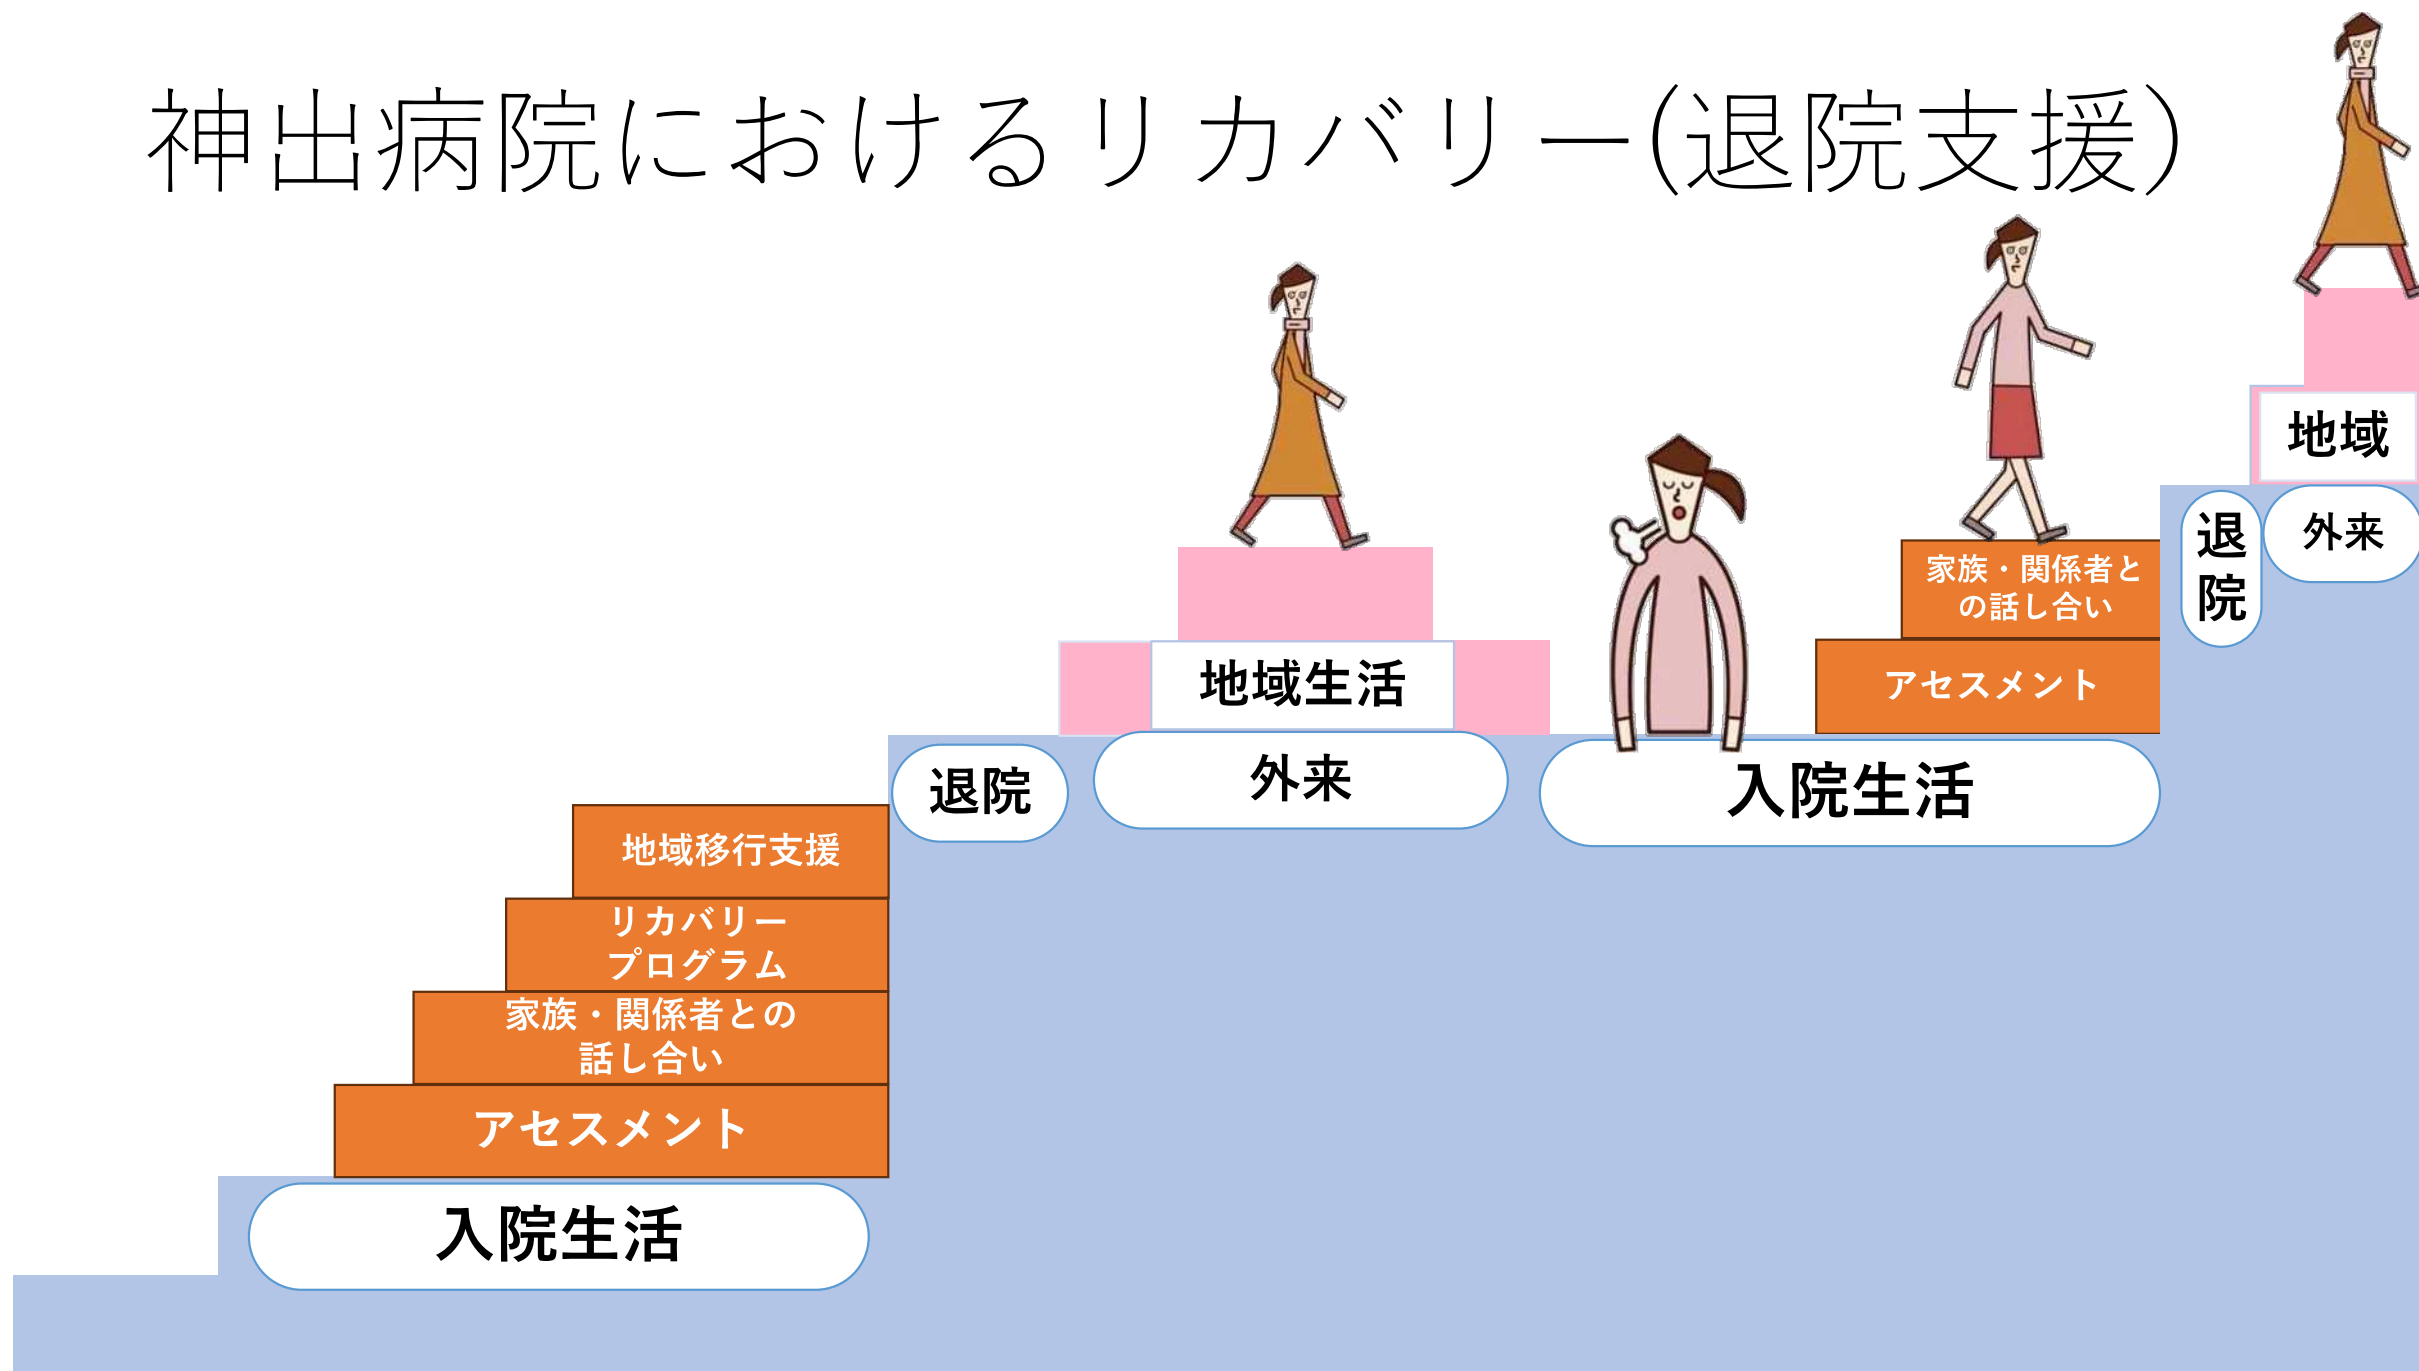 神出病院におけるリカバリー(退院支援)
地域移行支援
リカバリー
プログラム
家族・関係者との
話し合い
アセスメント
入院生活
退院
地域生活
外来
家族・関係者と
の話し合い
アセスメント
入院生活
退
院
地域
外来